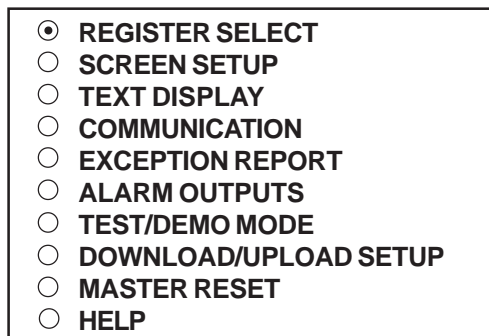 REGISTER SELECT
SCREEN SETUP
TEXT DISPLAY
COMMUNICATION
EXCEPTION REPORT
ALARM OUTPUTS
TEST/DEMO MODE
DOWNLOAD/UPLOAD SETUP
MASTER RESET
HELP